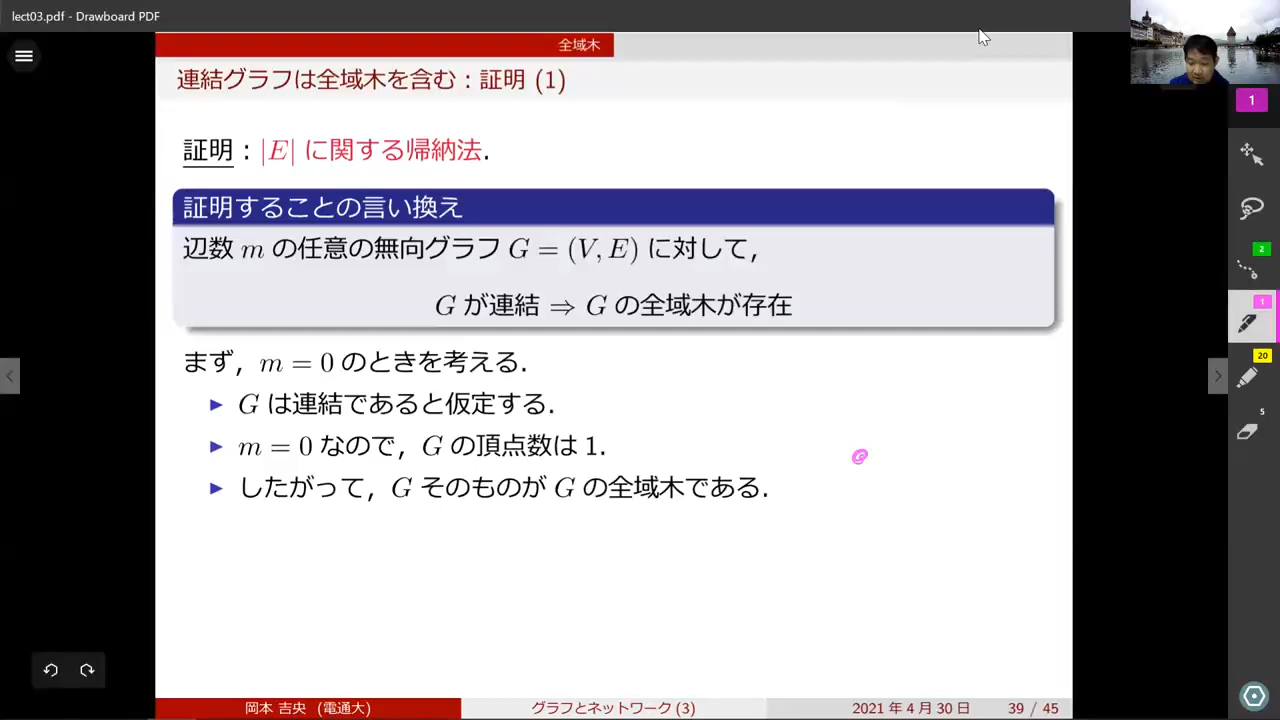 lect03.pdf - Drawboard PDF
全域木
連結グラフは全域木を含む : 証明 (1)
1
証明 : |E| に関する帰納法.
証明することの言い換え
辺数 m の任意の無向グラフ G = (V, E) に対して,
2
G が連結 ⇒ G の全域木が存在
1
まず, m = 0 のときを考える.
20
▶ G は連結であると仮定する.
5
▶ m = 0 なので, G の頂点数は 1.
▶ したがって, G そのものが G の全域木である.
岡本 吉央 (電通大)
グラフとネットワーク (3)
2021 年 4 月 30 日 39 / 45